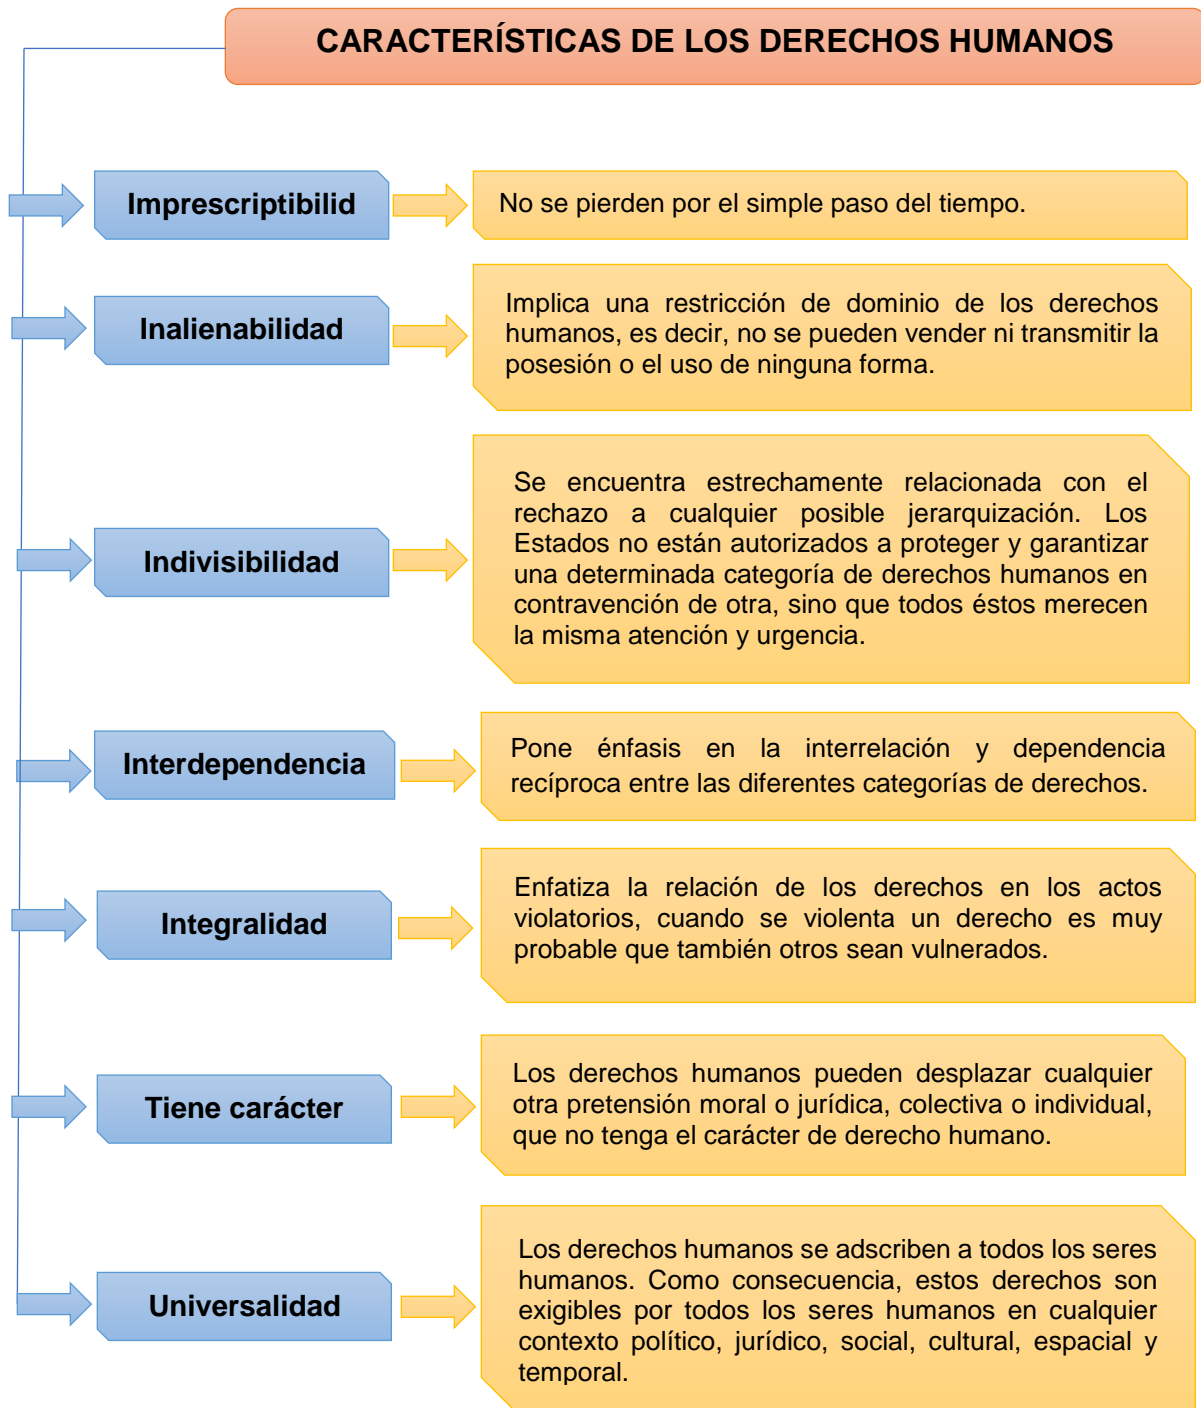 CARACTERÍSTICAS DE LOS DERECHOS HUMANOS
Imprescriptibilid
No se pierden por el simple paso del tiempo.
Inalienabilidad
Implica una restricción de dominio de los derechos
humanos, es decir, no se pueden vender ni transmitir la
posesión o el uso de ninguna forma.
Indivisibilidad
Se encuentra estrechamente relacionada con el
rechazo a cualquier posible jerarquización. Los
Estados no están autorizados a proteger y garantizar
una determinada categoría de derechos humanos en
contravención de otra, sino que todos éstos merecen
la misma atención y urgencia.
Interdependencia
Pone énfasis en la interrelación y dependencia
recíproca entre las diferentes categorías de derechos.
Integralidad
Enfatiza la relación de los derechos en los actos
violatorios, cuando se violenta un derecho es muy
probable que también otros sean vulnerados.
Tiene carácter
Los derechos humanos pueden desplazar cualquier
otra pretensión moral o jurídica, colectiva o individual,
que no tenga el carácter de derecho humano.
Universalidad
Los derechos humanos se adscriben a todos los seres
humanos. Como consecuencia, estos derechos son
exigibles por todos los seres humanos en cualquier
contexto político, jurídico, social, cultural, espacial y
temporal.